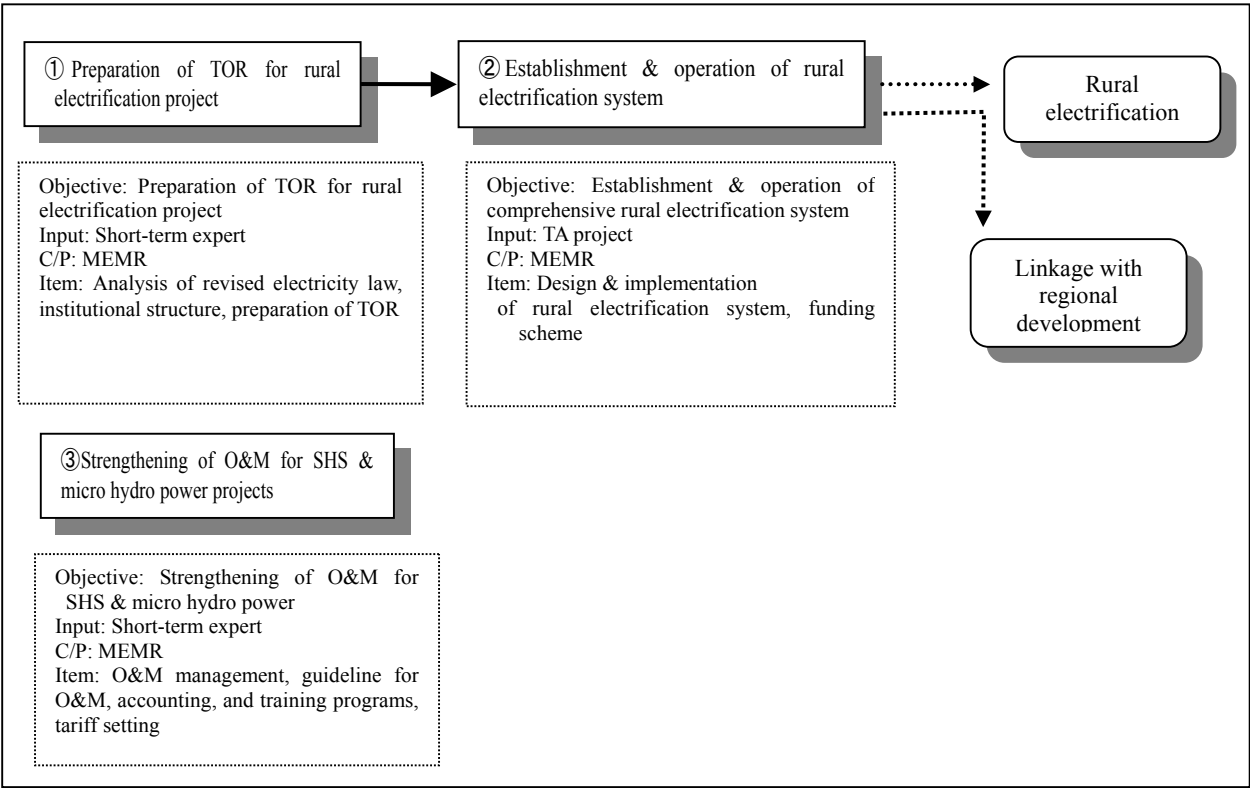 ① Preparation of TOR for rural
electrification project
② Establishment & operation of rural
electrification system
Rural
electrification
Objective: Preparation of TOR for rural
electrification project
Input: Short-term expert
C/P: MEMR
Item: Analysis of revised electricity law,
institutional structure, preparation of TOR
Objective: Establishment & operation of
comprehensive rural electrification system
Input: TA project
C/P: MEMR
Item: Design & implementation
of rural electrification system, funding
scheme
Linkage with
regional
development
③Strengthening of O&M for SHS &
micro hydro power projects
Objective: Strengthening of O&M for
SHS & micro hydro power
Input: Short-term expert
C/P: MEMR
Item: O&M management, guideline for
O&M, accounting, and training programs,
tariff setting